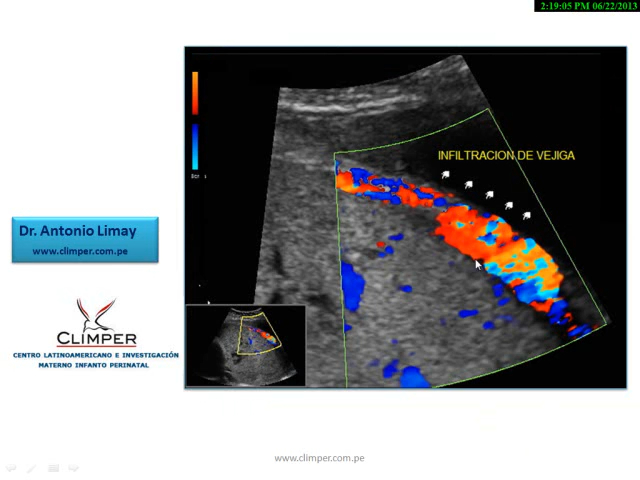 2:19:05 PM 06/22/2013
INFILTRACION DE VEJIGA
Dr. Antonio Limay
www.climper.com.pe
CLIMPER
CENTRO LATINOAMERICANO E INVESTIGACIÓN
MATERNO INFANTO PERINATAL
www.climper.com.pe